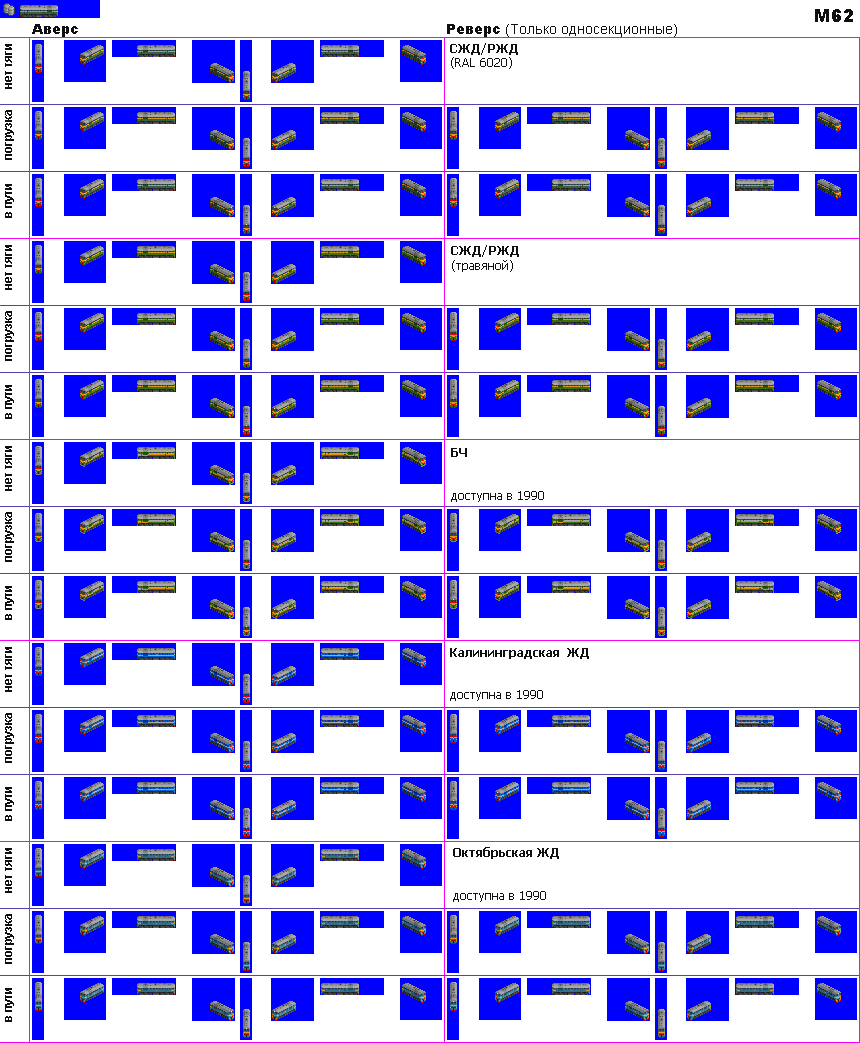 М62
Аверс
Реверс (Только односекционные)
нет тяги
СЖД/РЖД
(RAL 6020)
погрузка
в пути
нет тяги
СЖД/РЖД
(травяной)
погрузка
в пути
нет тяги
БЧ
доступна в 1990
погрузка
в пути
нет тяги
Калининградская ЖД
доступна в 1990
погрузка
в пути
нет тяги
Октябрьская ЖД
доступна в 1990
погрузка
в пути